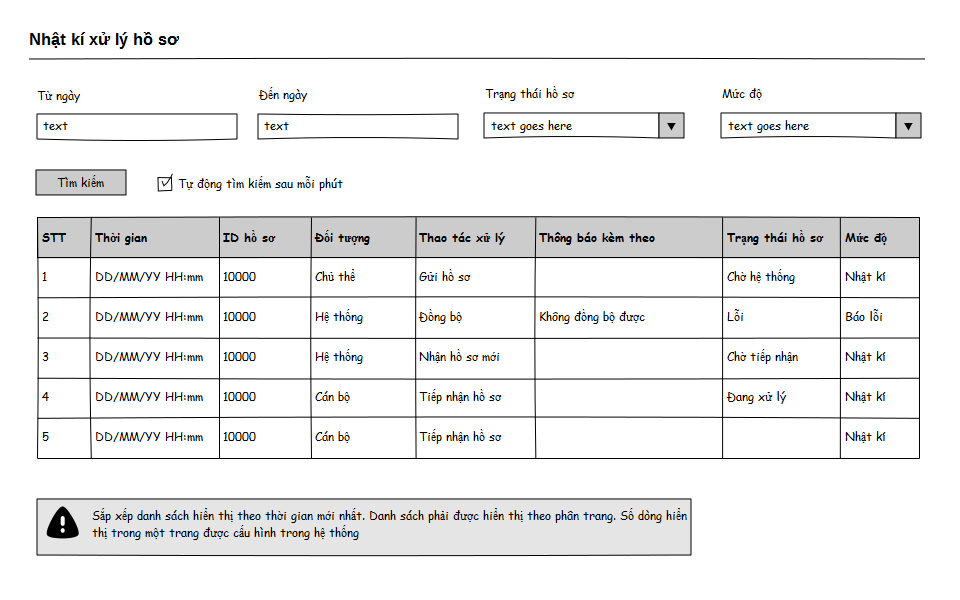 Nhật kí xử lý hồ sơ
Từ ngày Đến ngày Trạng thái hồ sơ Mức độ
text text text goes here text goes here
Tìm kiếm Tự động tìm kiếm sau mỗi phút
STT Thời gian ID hồ sơ Đối tượng Thao tác xử lý Thông báo kèm theo Trạng thái hồ sơ Mức độ
1 DD/MM/YY HH:mm 10000 Chủ thể Gửi hồ sơ Chờ hệ thống Nhật kí
2 DD/MM/YY HH:mm 10000 Hệ thống Đồng bộ Không đồng bộ được Lỗi Báo lỗi
3 DD/MM/YY HH:mm 10000 Hệ thống Nhận hồ sơ mới Chờ tiếp nhận Nhật kí
4 DD/MM/YY HH:mm 10000 Cán bộ Tiếp nhận hồ sơ Đang xử lý Nhật kí
5 DD/MM/YY HH:mm 10000 Cán bộ Tiếp nhận hồ sơ Nhật kí
Sắp xếp danh sách hiển thị theo thời gian mới nhất. Danh sách phải được hiển thị theo phân trang. Số dòng hiển
thị trong một trang được cấu hình trong hệ thống